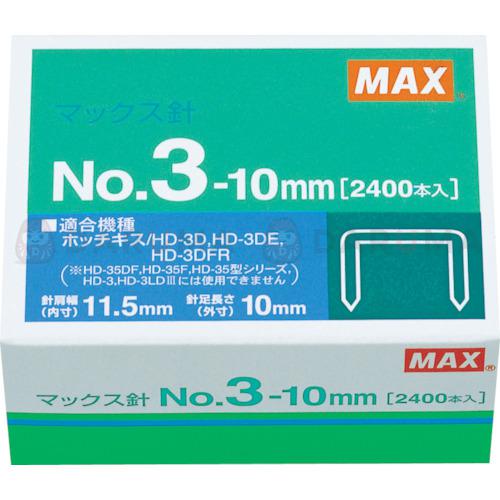 MAX
マックス針
No.3-10mm [2400本入]
適合機種
ホッチキス/HD-3D,HD-3DE,
HD-3DFR
(※HD-35DF,HD-35F,HD-35型シリーズ,
HD-3,HD-3LDⅢには使用できません)
針肩幅(内寸) 11.5mm 針足長さ(外寸) 10mm
MAX®
マックス針 No.3-10mm [2400本入]